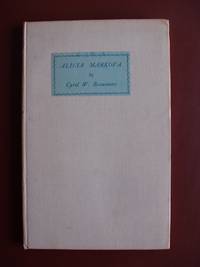 ALICIA MARKOVA
by
Cyril W. Beaumont